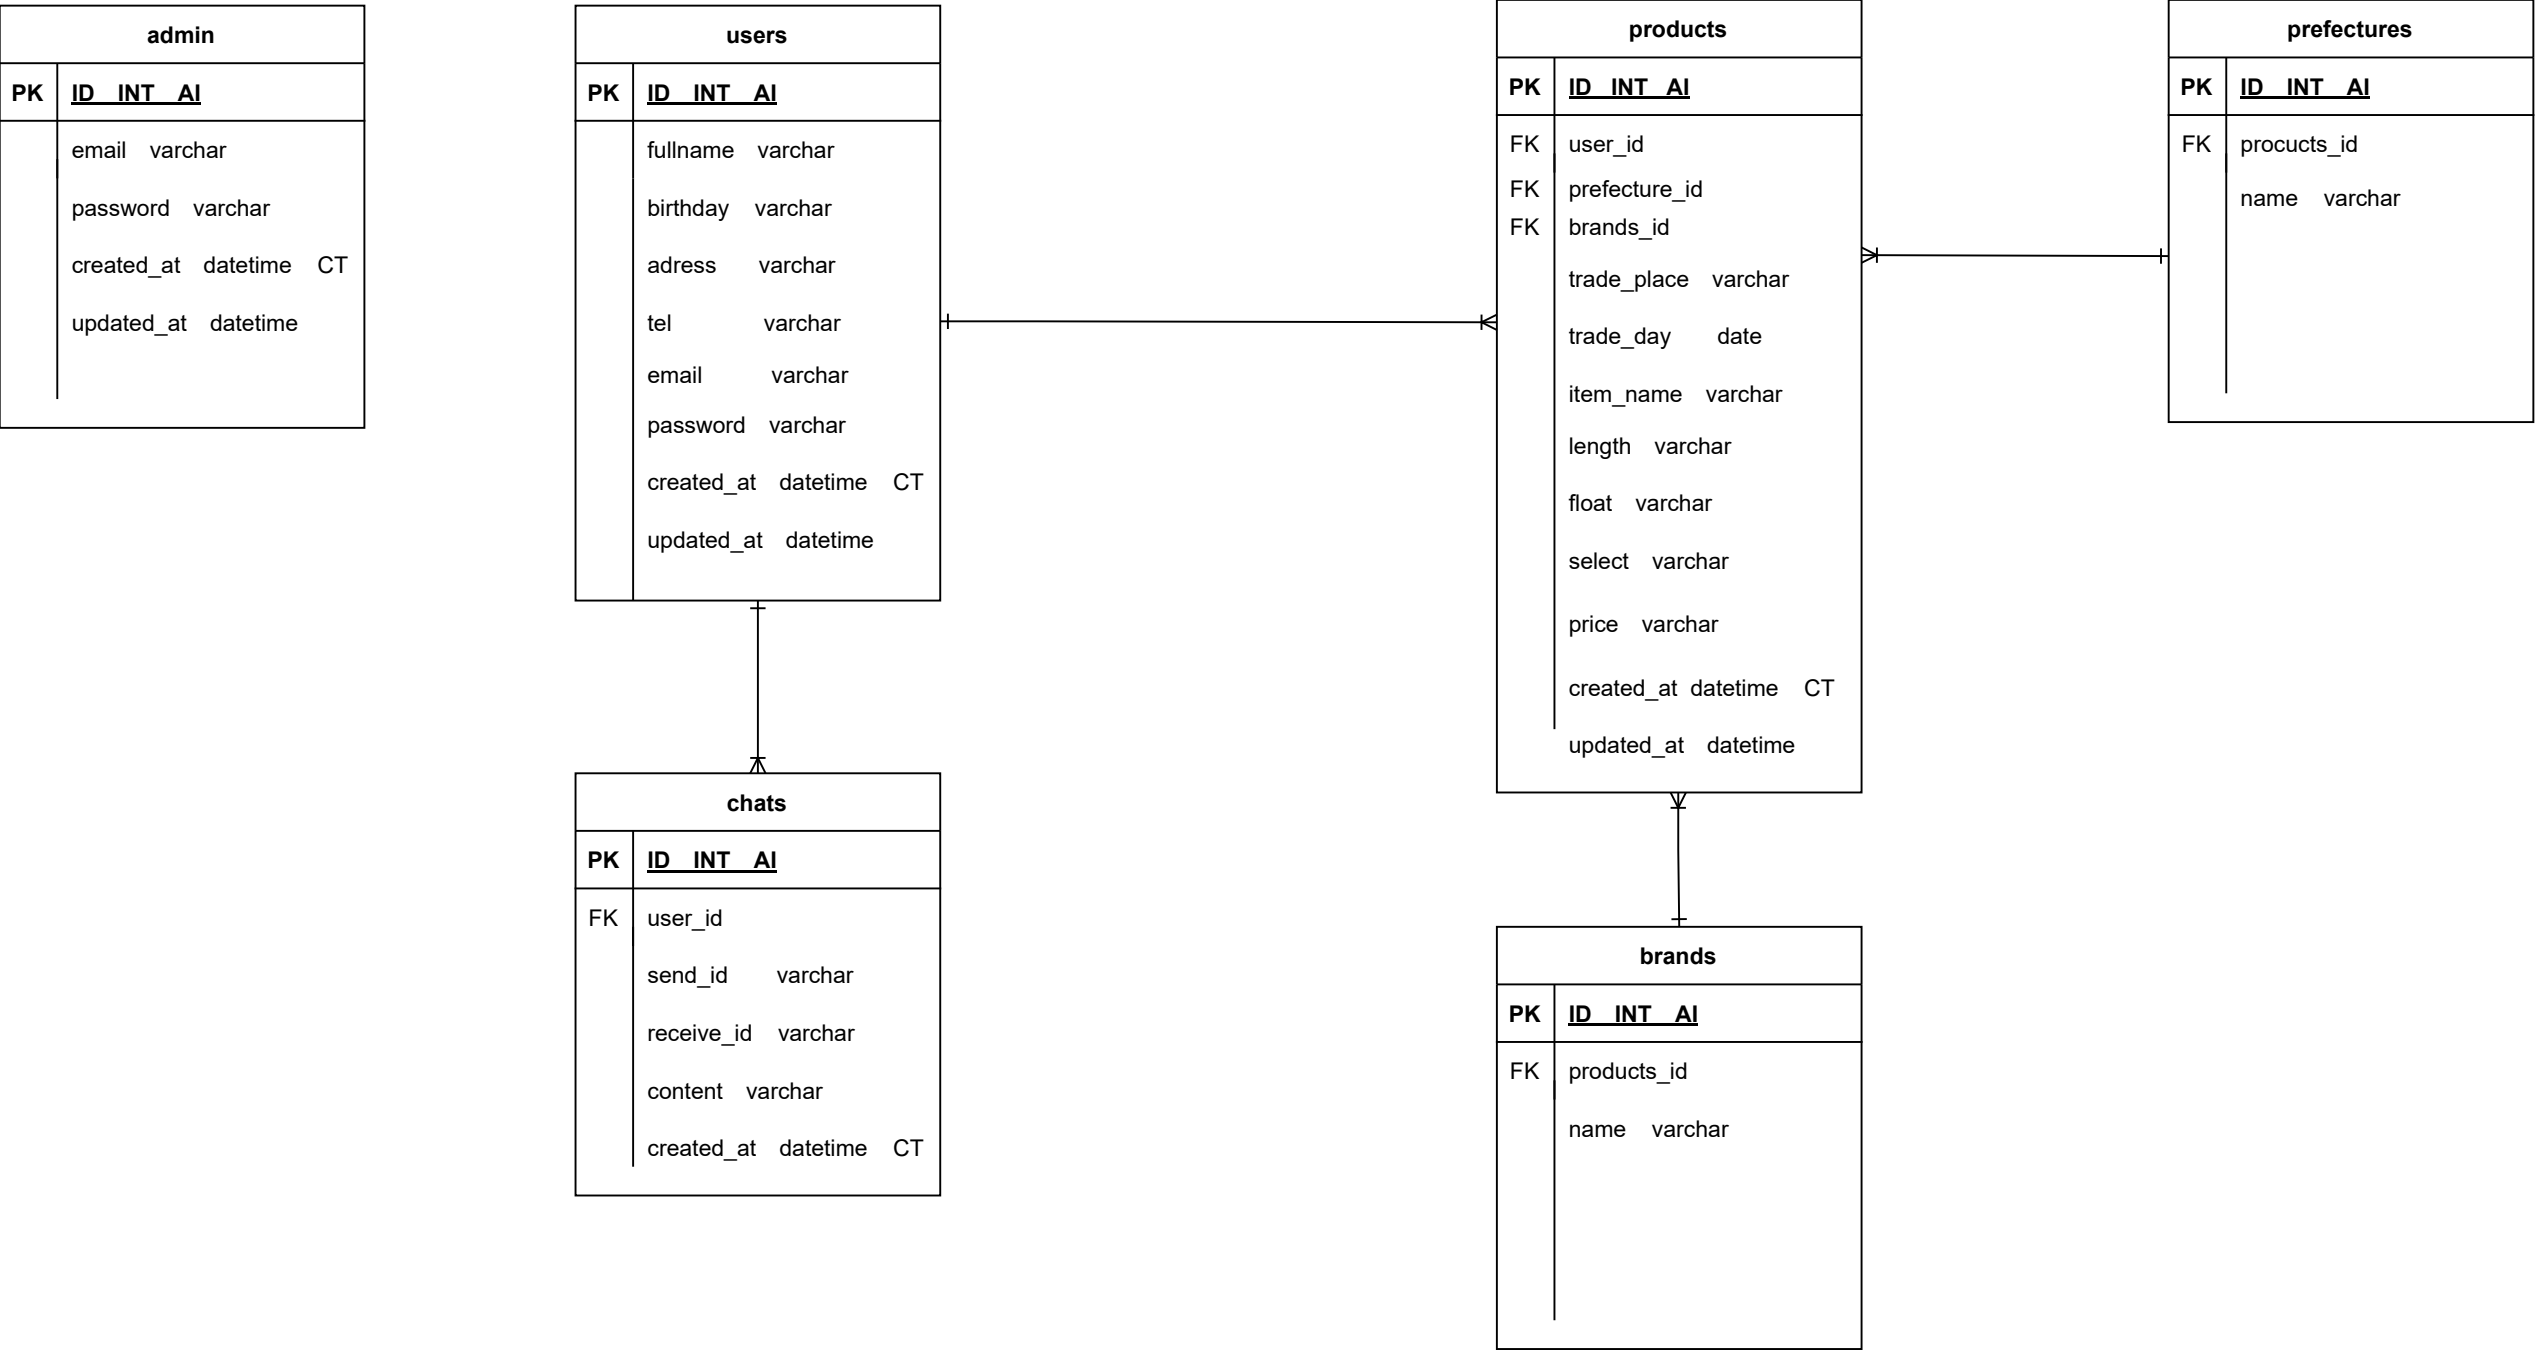 admin
PK ID INT AI
email varchar
password varchar
created_at datetime CT
updated_at datetime
users
PK ID INT AI
fullname varchar
birthday varchar
adress varchar
tel varchar
email varchar
password varchar
created_at datetime CT
updated_at datetime
products
PK ID INT AI
FK user_id
FK prefecture_id
FK brands_id
trade_place varchar
trade_day date
item_name varchar
length varchar
float varchar
select varchar
price varchar
created_at datetime CT
updated_at datetime
prefectures
PK ID INT AI
FK procucts_id
name varchar
chats
PK ID INT AI
FK user_id
send_id varchar
receive_id varchar
content varchar
created_at datetime CT
brands
PK ID INT AI
FK products_id
name varchar